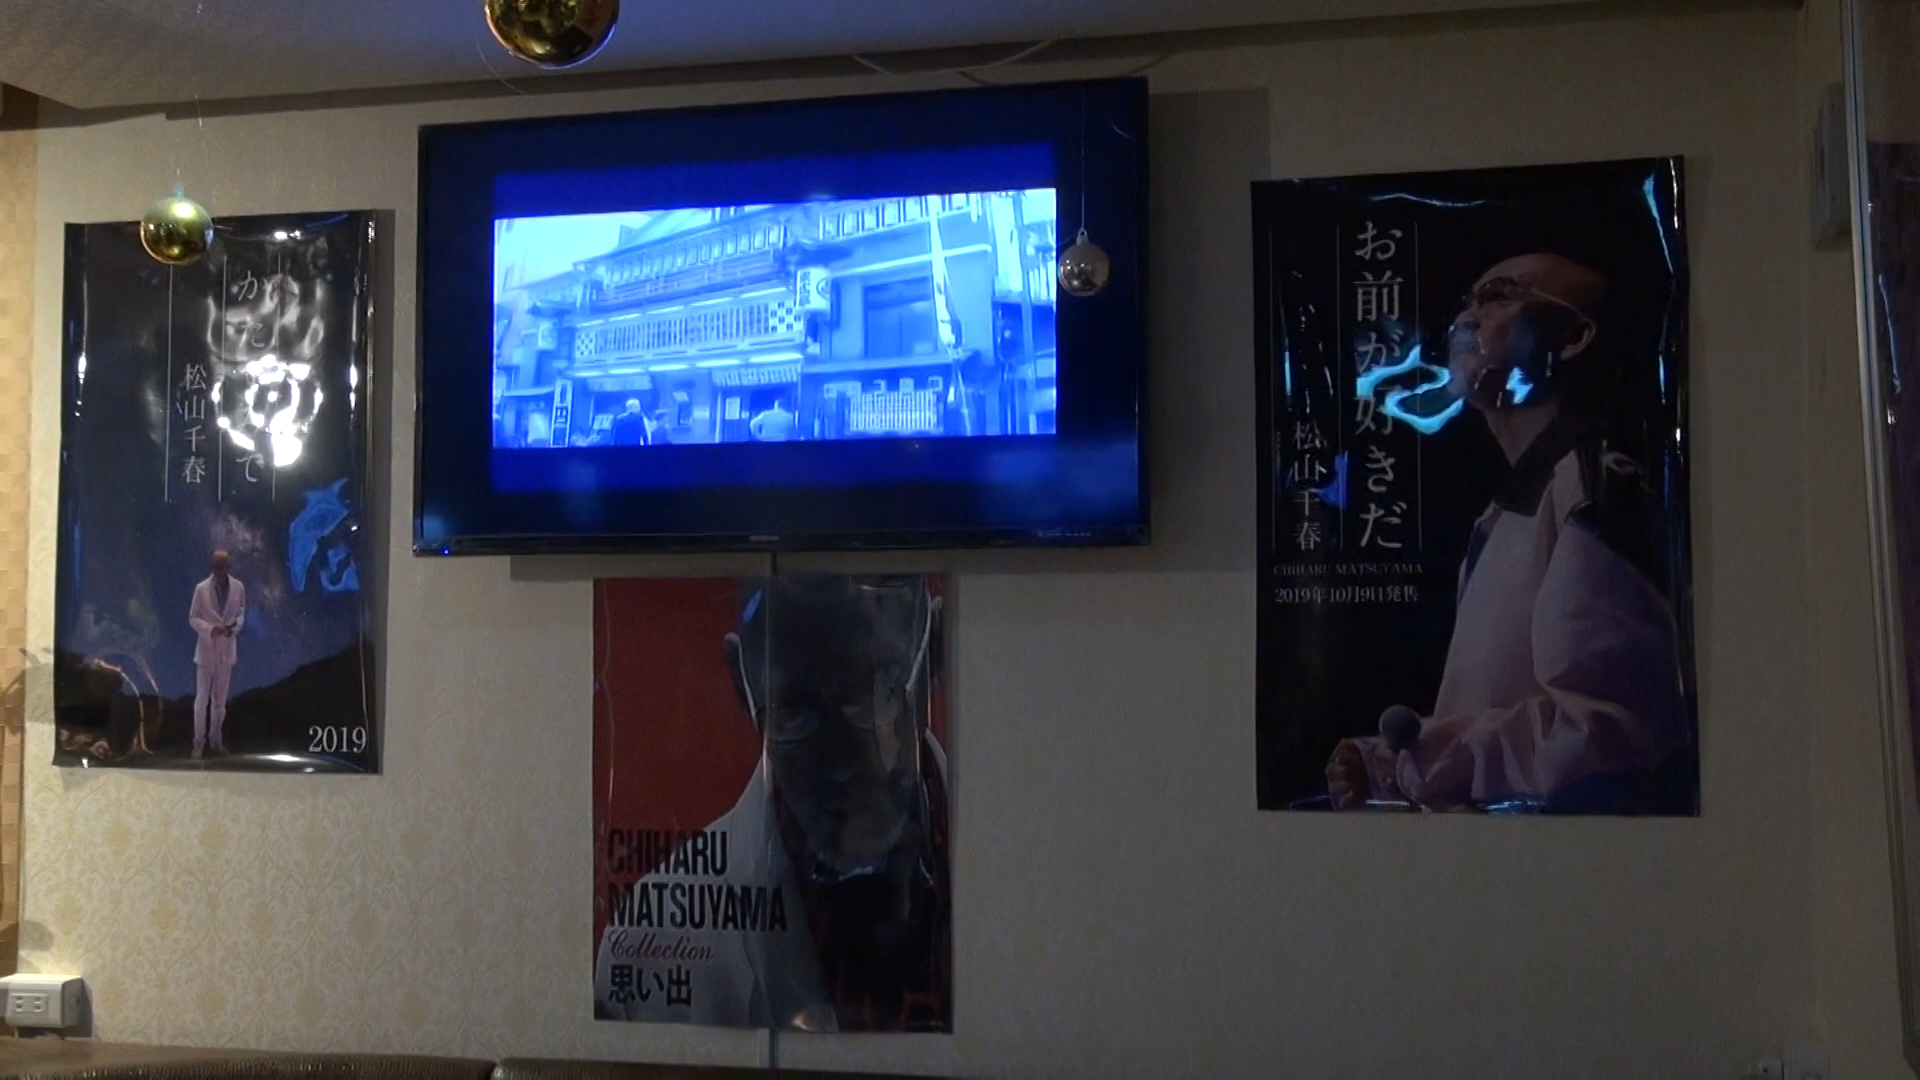 松山千春
2019
お前が好きだ
松山千春
CHIHARU MATSUYAMA
2019年10月9日発售
CHIHARU
MATSUYAMA
Collection
思い出